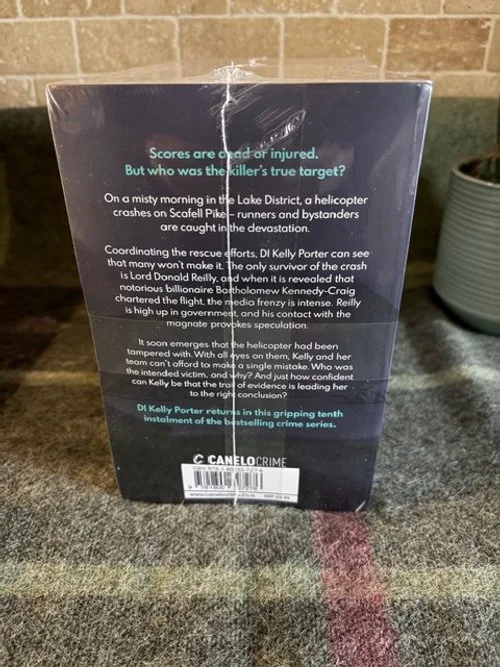 Scores are dead or injured.
But who was the killer's true target?
On a misty morning in the Lake District, a helicopter
crashes on Scafell Pike – runners and bystanders
are caught in the devastation.
Coordinating the rescue efforts, DI Kelly Porter can see
that many won't make it. The only survivor of the crash
is Lord Donald Reilly, and when it is revealed that
notorious billionaire Bartholomew Kennedy-Craig
chartered the flight, the media frenzy is intense. Reilly
is high up in government, and his contact with the
magnate provokes speculation.
It soon emerges that the helicopter had been
tampered with. With all eyes on them, Kelly and her
team can't afford to make a single mistake. Who was
the intended victim, and why? And just how confident
can Kelly be that the trail of evidence is leading her
to the right conclusion?
DI Kelly Porter returns in this gripping tenth
instalment of the bestselling crime series.
CANELOCRIME
ISBN
RRP £9.99